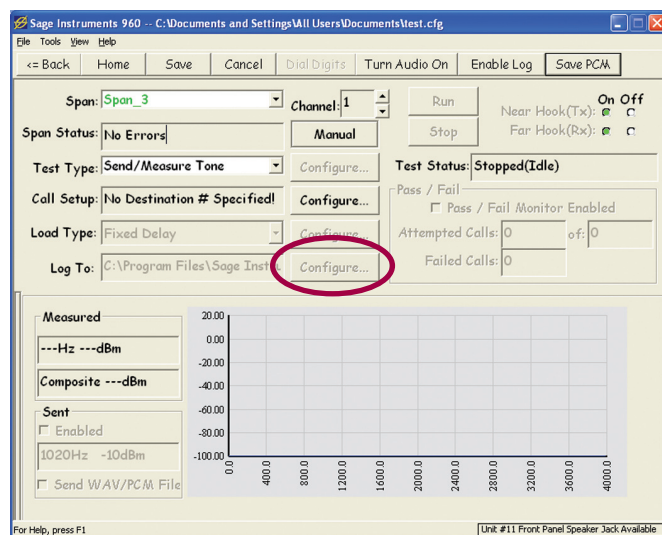 Sage Instruments 960 -- C:\Documents and Settings\All Users\Documents\test.cfg
File Tools View Help
<= Back Home Save Cancel Dial Digits Turn Audio On Enable Log Save PCM
Span: Span_3 Channel: 1 Run On Off
Near Hook(Tx):
Span Status: No Errors Manual Stop Far Hook(Rx):
Test Type: Send/Measure Tone Configure... Test Status: Stopped(Idle)
Call Setup: No Destination # Specified! Configure... Pass / Fail
Pass / Fail Monitor Enabled
Load Type: Fixed Delay Configure... Attempted Calls: 0 of: 0
Log To: C:\Program Files\Sage Configure... Failed Calls: 0
Measured
---Hz ---dBm
Composite ---dBm
Sent
Enabled
1020Hz -10dBm
Send WAV/PCM File
20.00
0.00
-20.00
-40.00
-60.00
-80.00
-100.00
0.0 400.0 800.0 1200.0 1600.0 2000.0 2400.0 2800.0 3200.0 3600.0 4000.0
For Help, press F1 Unit #11 Front Panel Speaker Jack Available